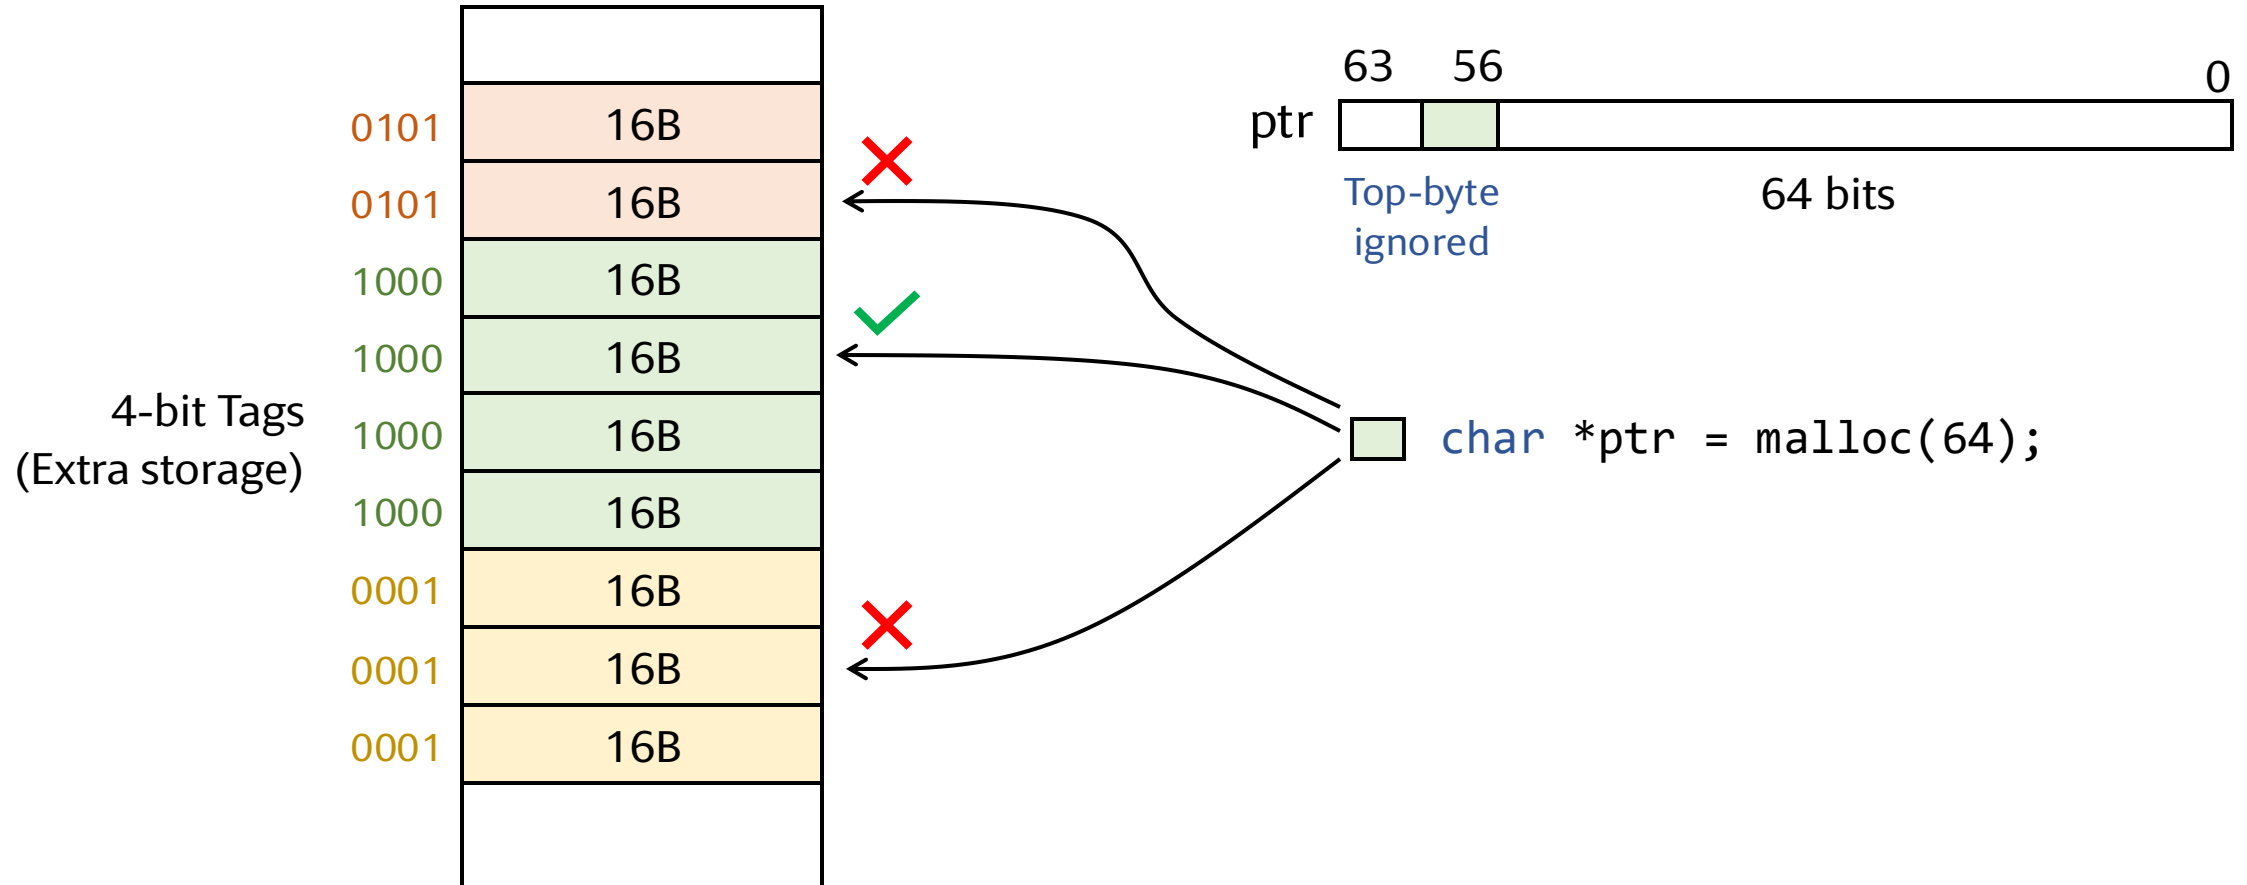 63 56 0
ptr
Top-byte
ignored
64 bits
0101 16B
0101 16B
1000 16B
1000 16B
1000 16B
1000 16B
0001 16B
0001 16B
0001 16B
4-bit Tags
(Extra storage)
char *ptr = malloc(64);